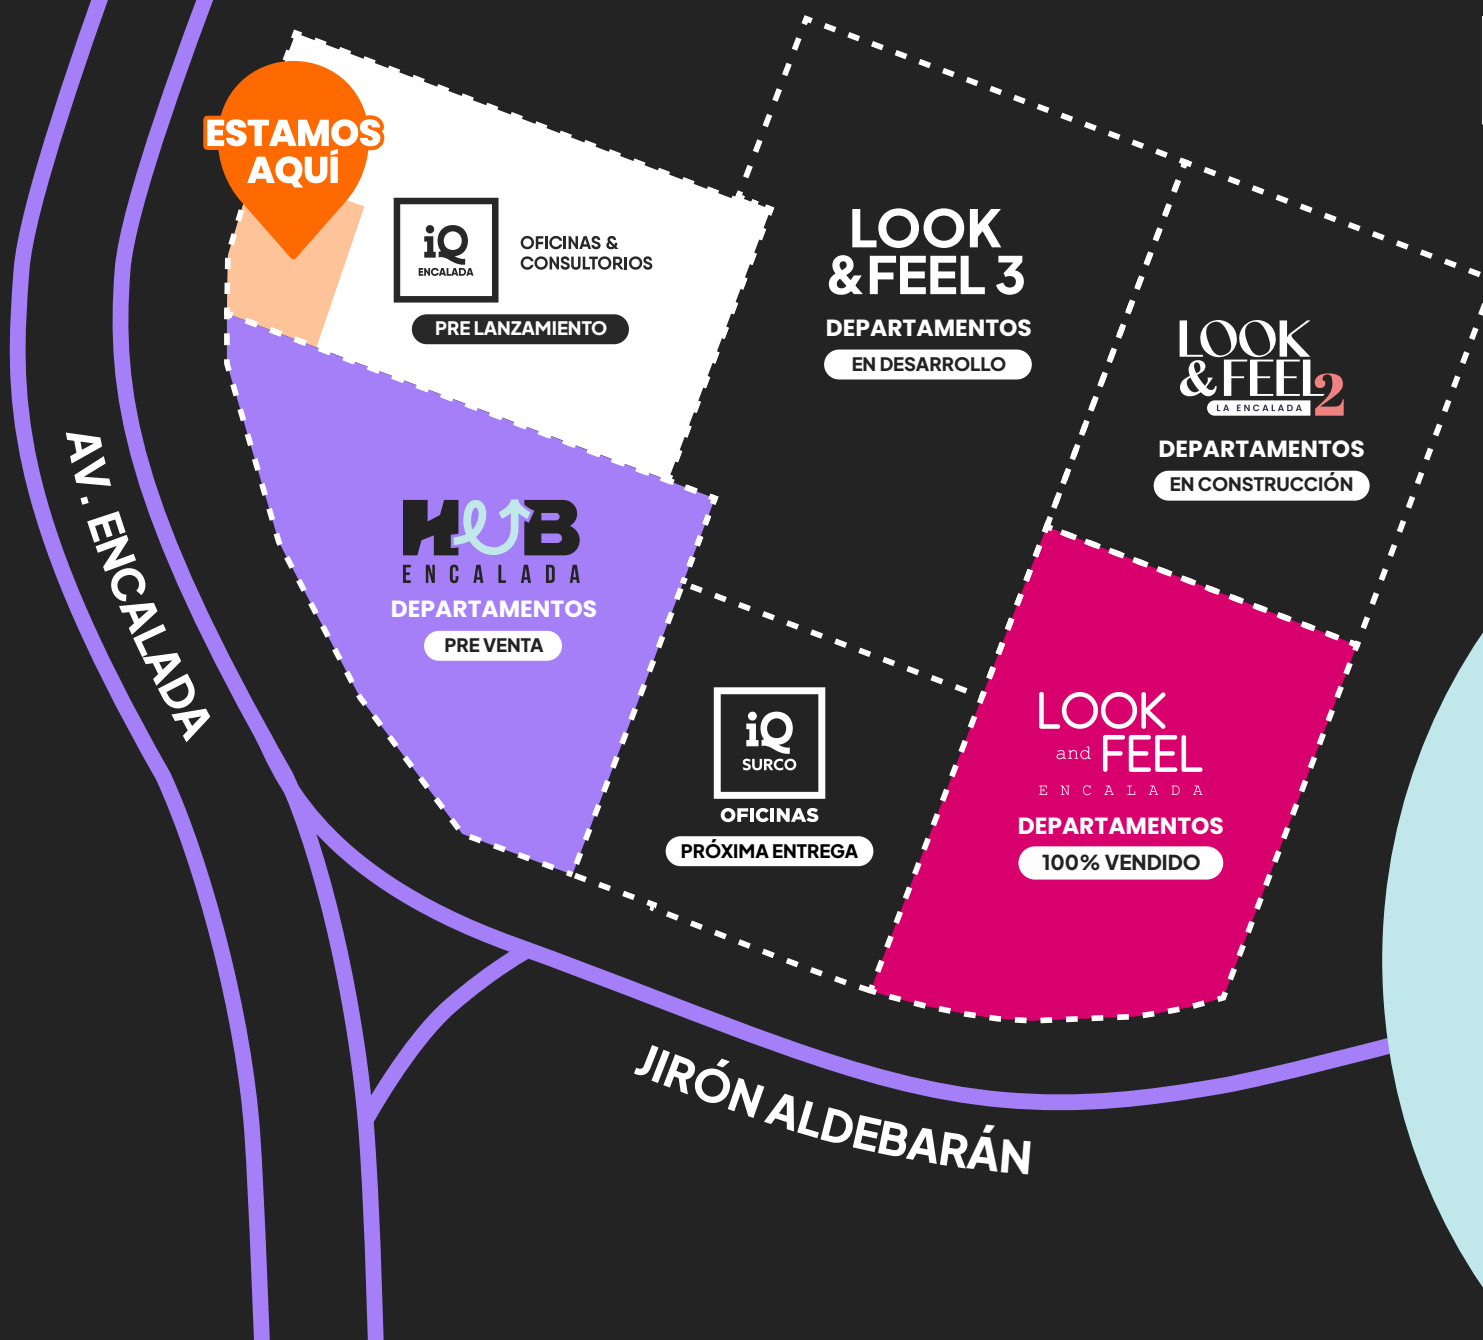 ESTAMOS
AQUÍ
iQ
ENCALADA
OFICINAS &
CONSULTORIOS
PRE LANZAMIENTO
LOOK
&FEEL 3
DEPARTAMENTOS
EN DESARROLLO
LOOK
&FEEL2
LA ENCALADA
DEPARTAMENTOS
EN CONSTRUCCIÓN
HUB
ENCALADA
DEPARTAMENTOS
PRE VENTA
iQ
SURCO
OFICINAS
PRÓXIMA ENTREGA
LOOK
and FEEL
ENCALADA
DEPARTAMENTOS
100% VENDIDO
AV. ENCALADA
JIRÓN ALDEBARÁN